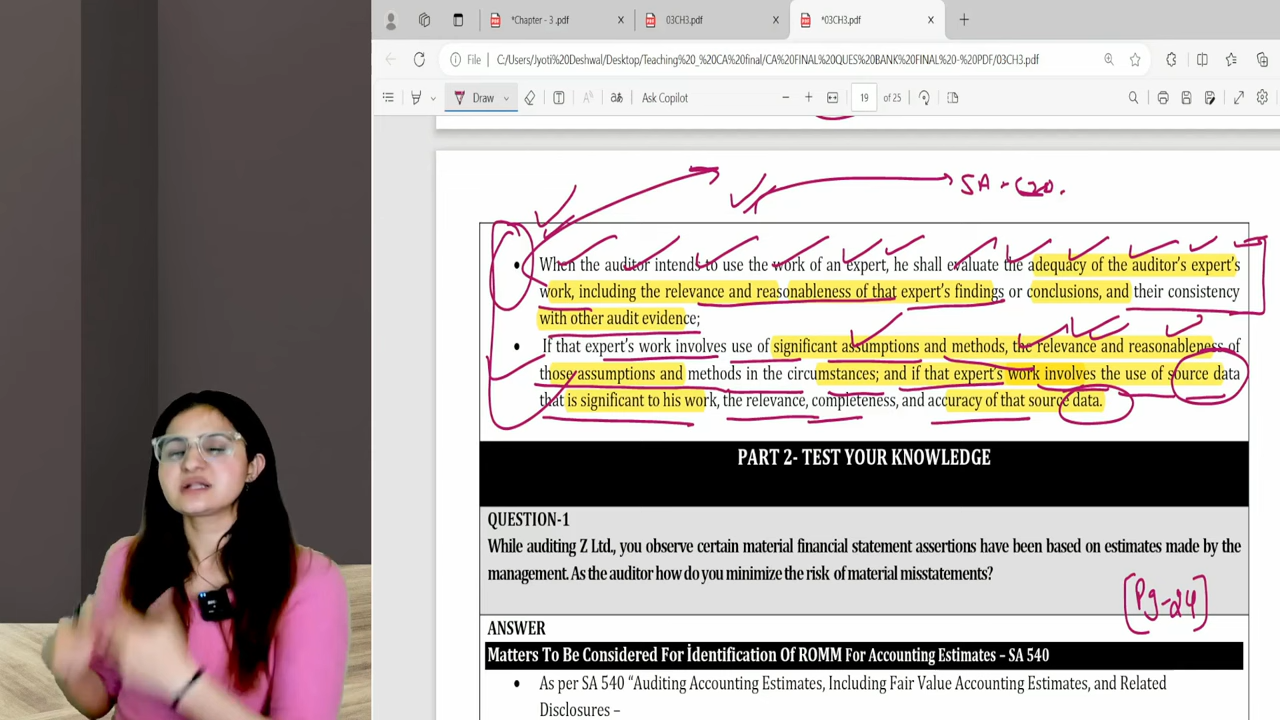 *Chapter - 3 .pdf
03CH3.pdf
*03CH3.pdf
File
C:/Users/Jyoti%20Deshwal/Desktop/Teaching%20_%20CA%20final/CA%20FINAL%20QUES%20BANK%20FINAL%20-%20PDF/03CH3.pdf
Draw
Ask Copilot
19 of 25
SA - 620.
• When the auditor intends to use the work of an expert, he shall evaluate the adequacy of the auditor's expert's
work, including the relevance and reasonableness of that expert's findings or conclusions, and their consistency
with other audit evidence;
• If that expert's work involves use of significant assumptions and methods, the relevance and reasonableness of
those assumptions and methods in the circumstances; and if that expert's work involves the use of source data
that is significant to his work, the relevance, completeness, and accuracy of that source data.
PART 2- TEST YOUR KNOWLEDGE
QUESTION-1
While auditing Z Ltd., you observe certain material financial statement assertions have been based on estimates made by the
management. As the auditor how do you minimize the risk of material misstatements?
[Pg-24]
ANSWER
Matters To Be Considered For İdentification Of ROMM For Accounting Estimates – SA 540
• As per SA 540 “Auditing Accounting Estimates, Including Fair Value Accounting Estimates, and Related
Disclosures –